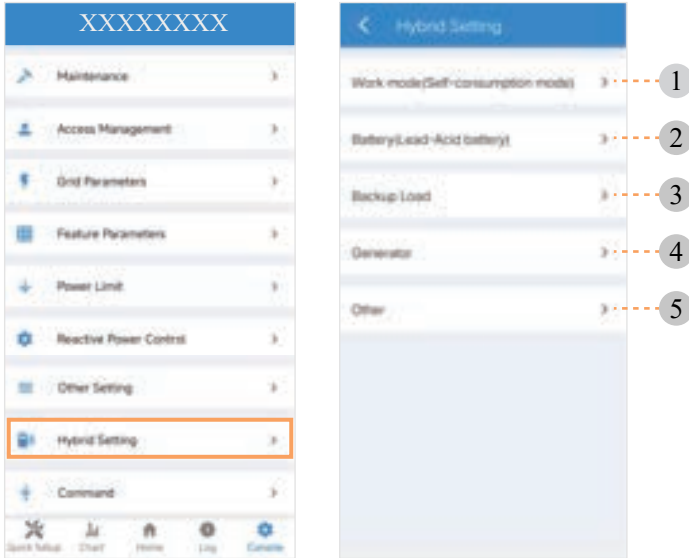 XXXXXXXX
Maintenance
Access Management
Grid Parameters
Feature Parameters
Power Limit
Reactive Power Control
Other Setting
Hybrid Setting
Command
Quick Setup
Chart
Home
Log
Console
Hybrid Setting
Work mode(Self-consumption mode)
1
Battery(Lead-Acid battery)
2
Backup Load
3
Generator
4
Other
5